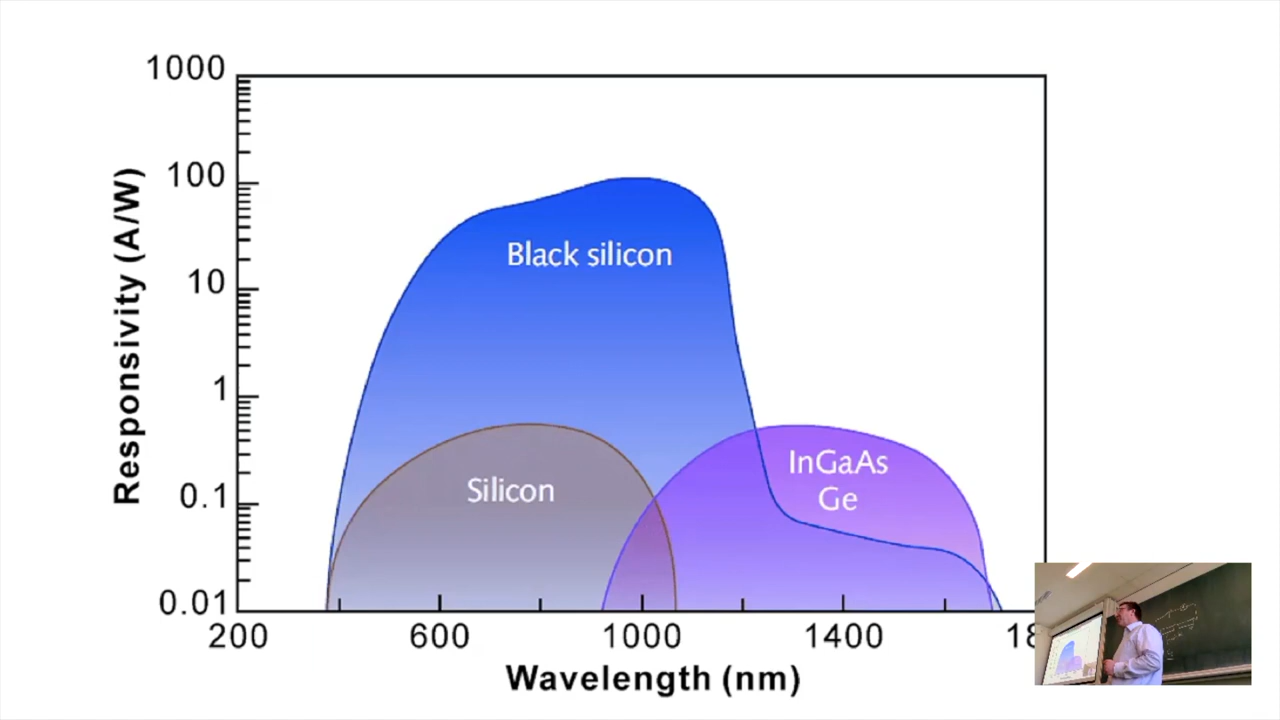 1000
100
10
1
0.1
0.01
Responsivity (A/W)
Black silicon
Silicon
InGaAs
Ge
200 600 1000 1400
Wavelength (nm)